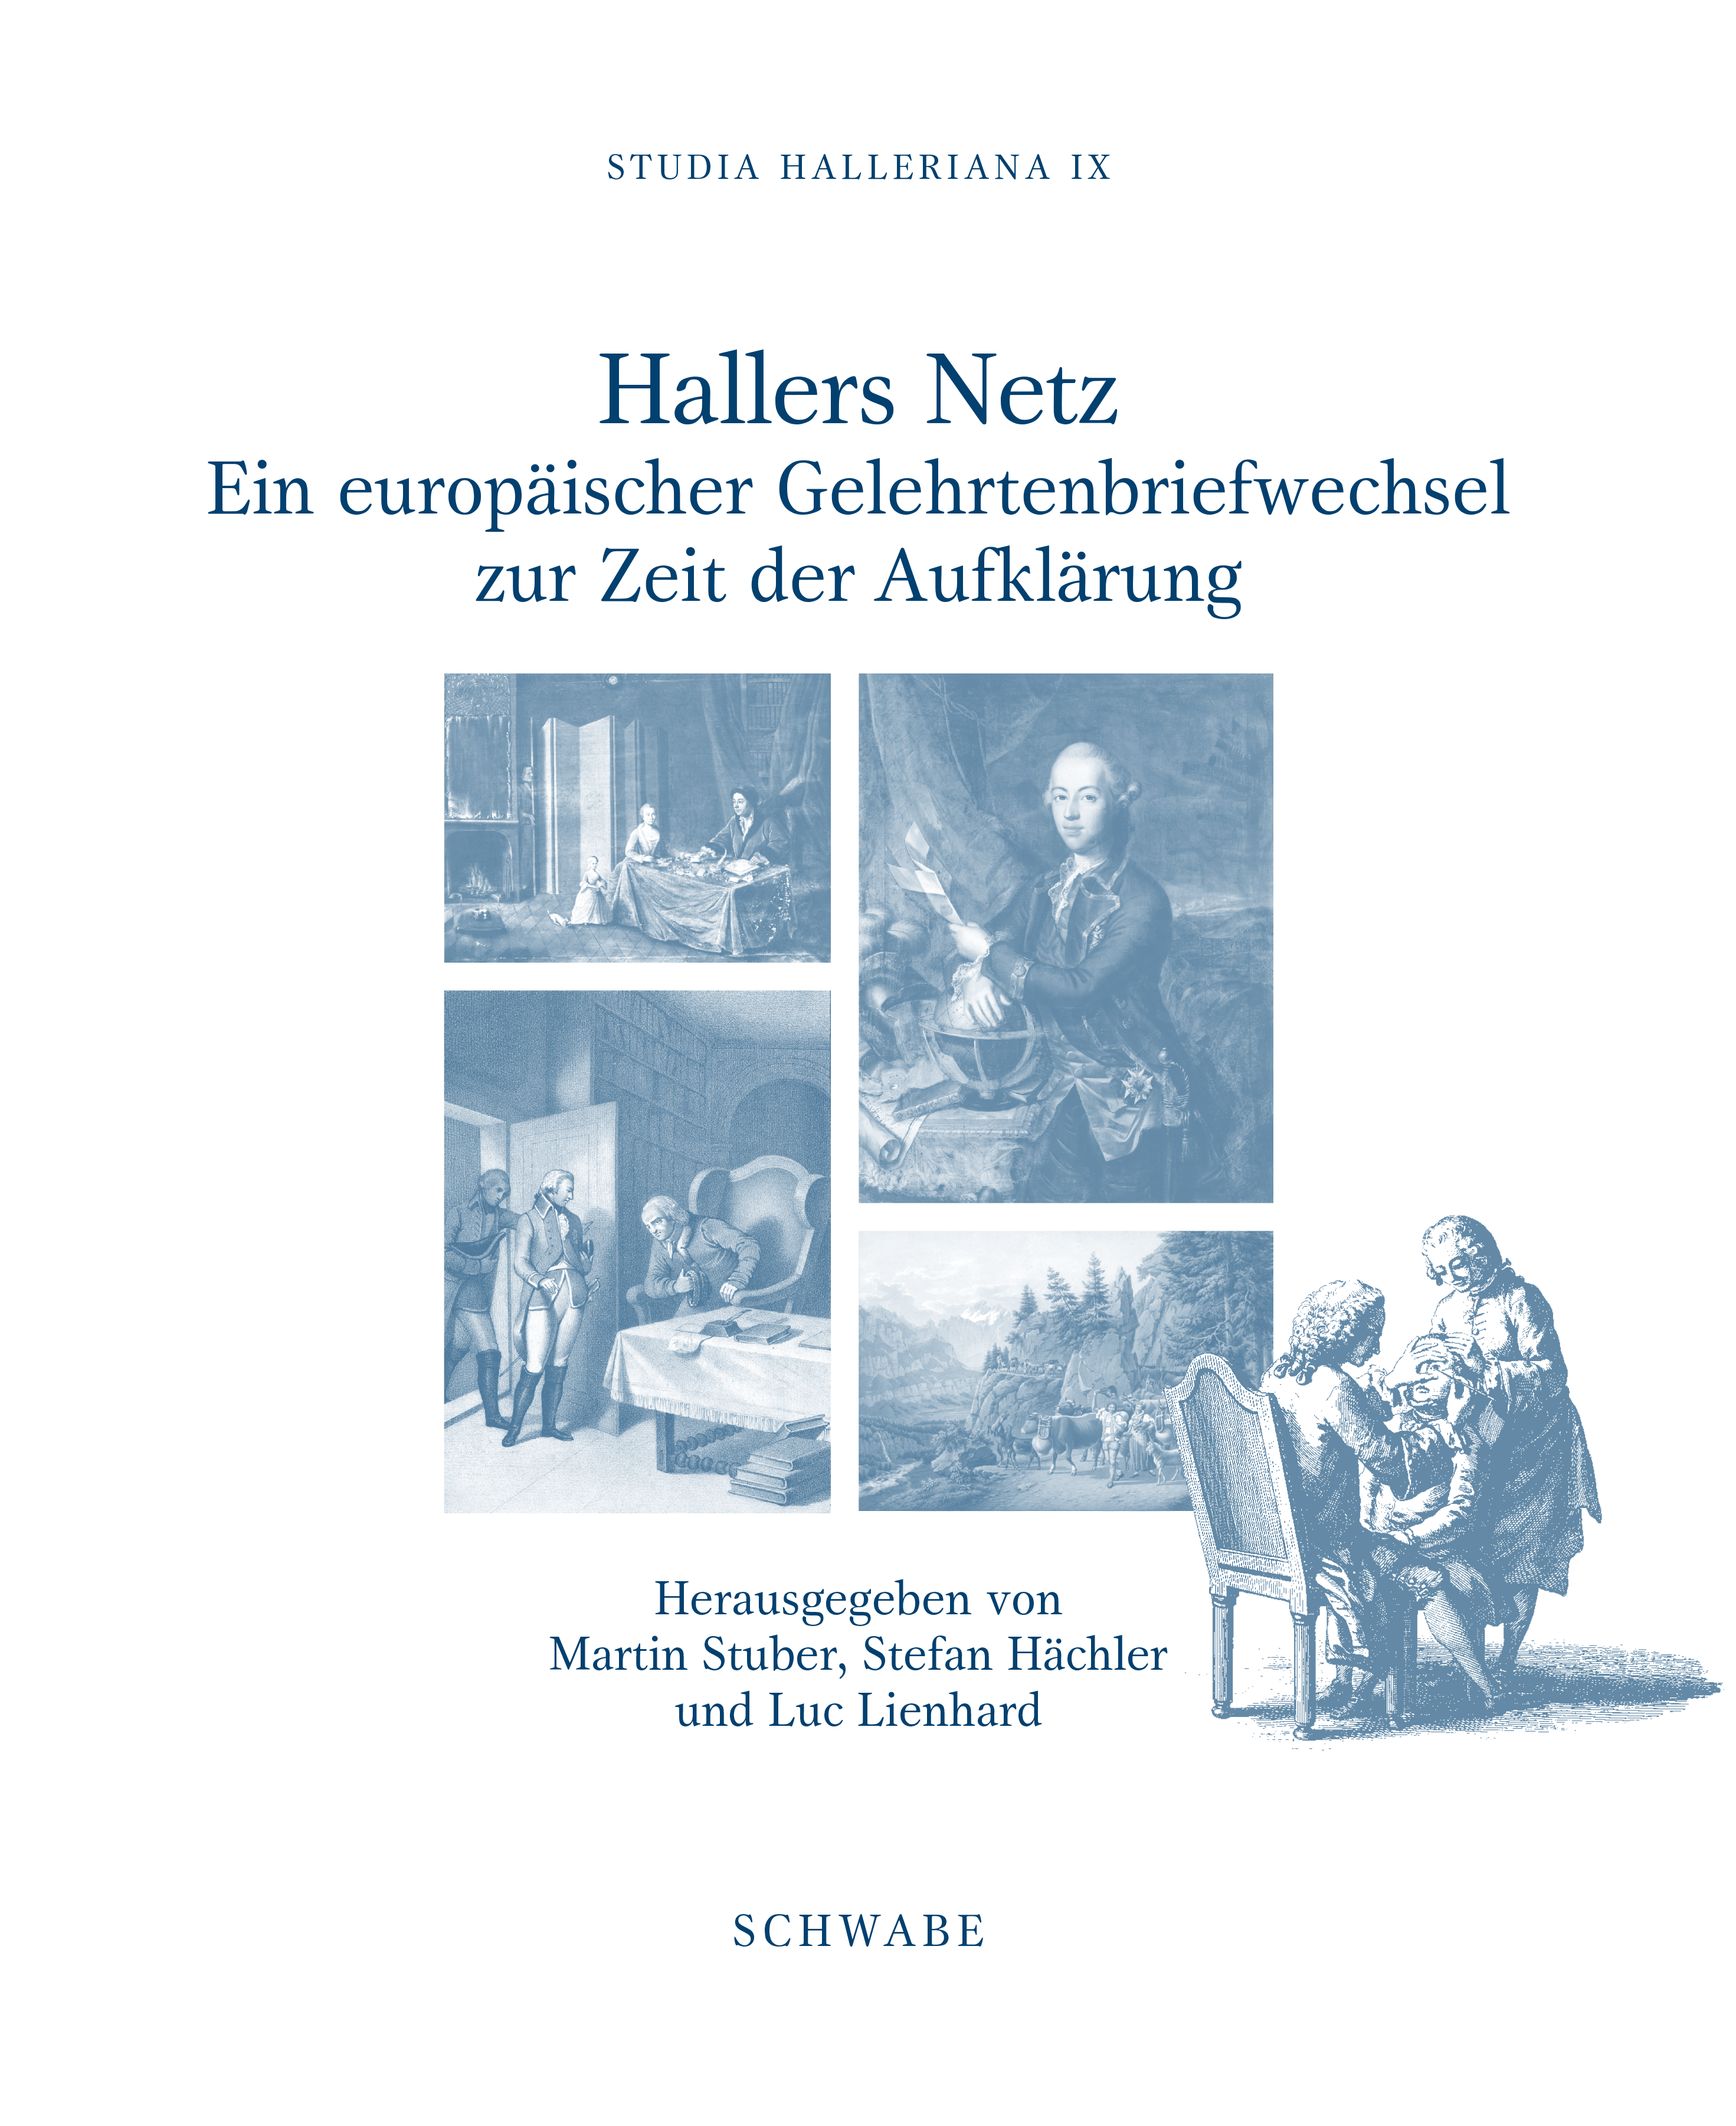 STUDIA HALLERIANA IX
Hallers Netz
Ein europäischer Gelehrtenbriefwechsel
zur Zeit der Aufklärung
Herausgegeben von
Martin Stuber, Stefan Hächler
und Luc Lienhard
SCHWABE